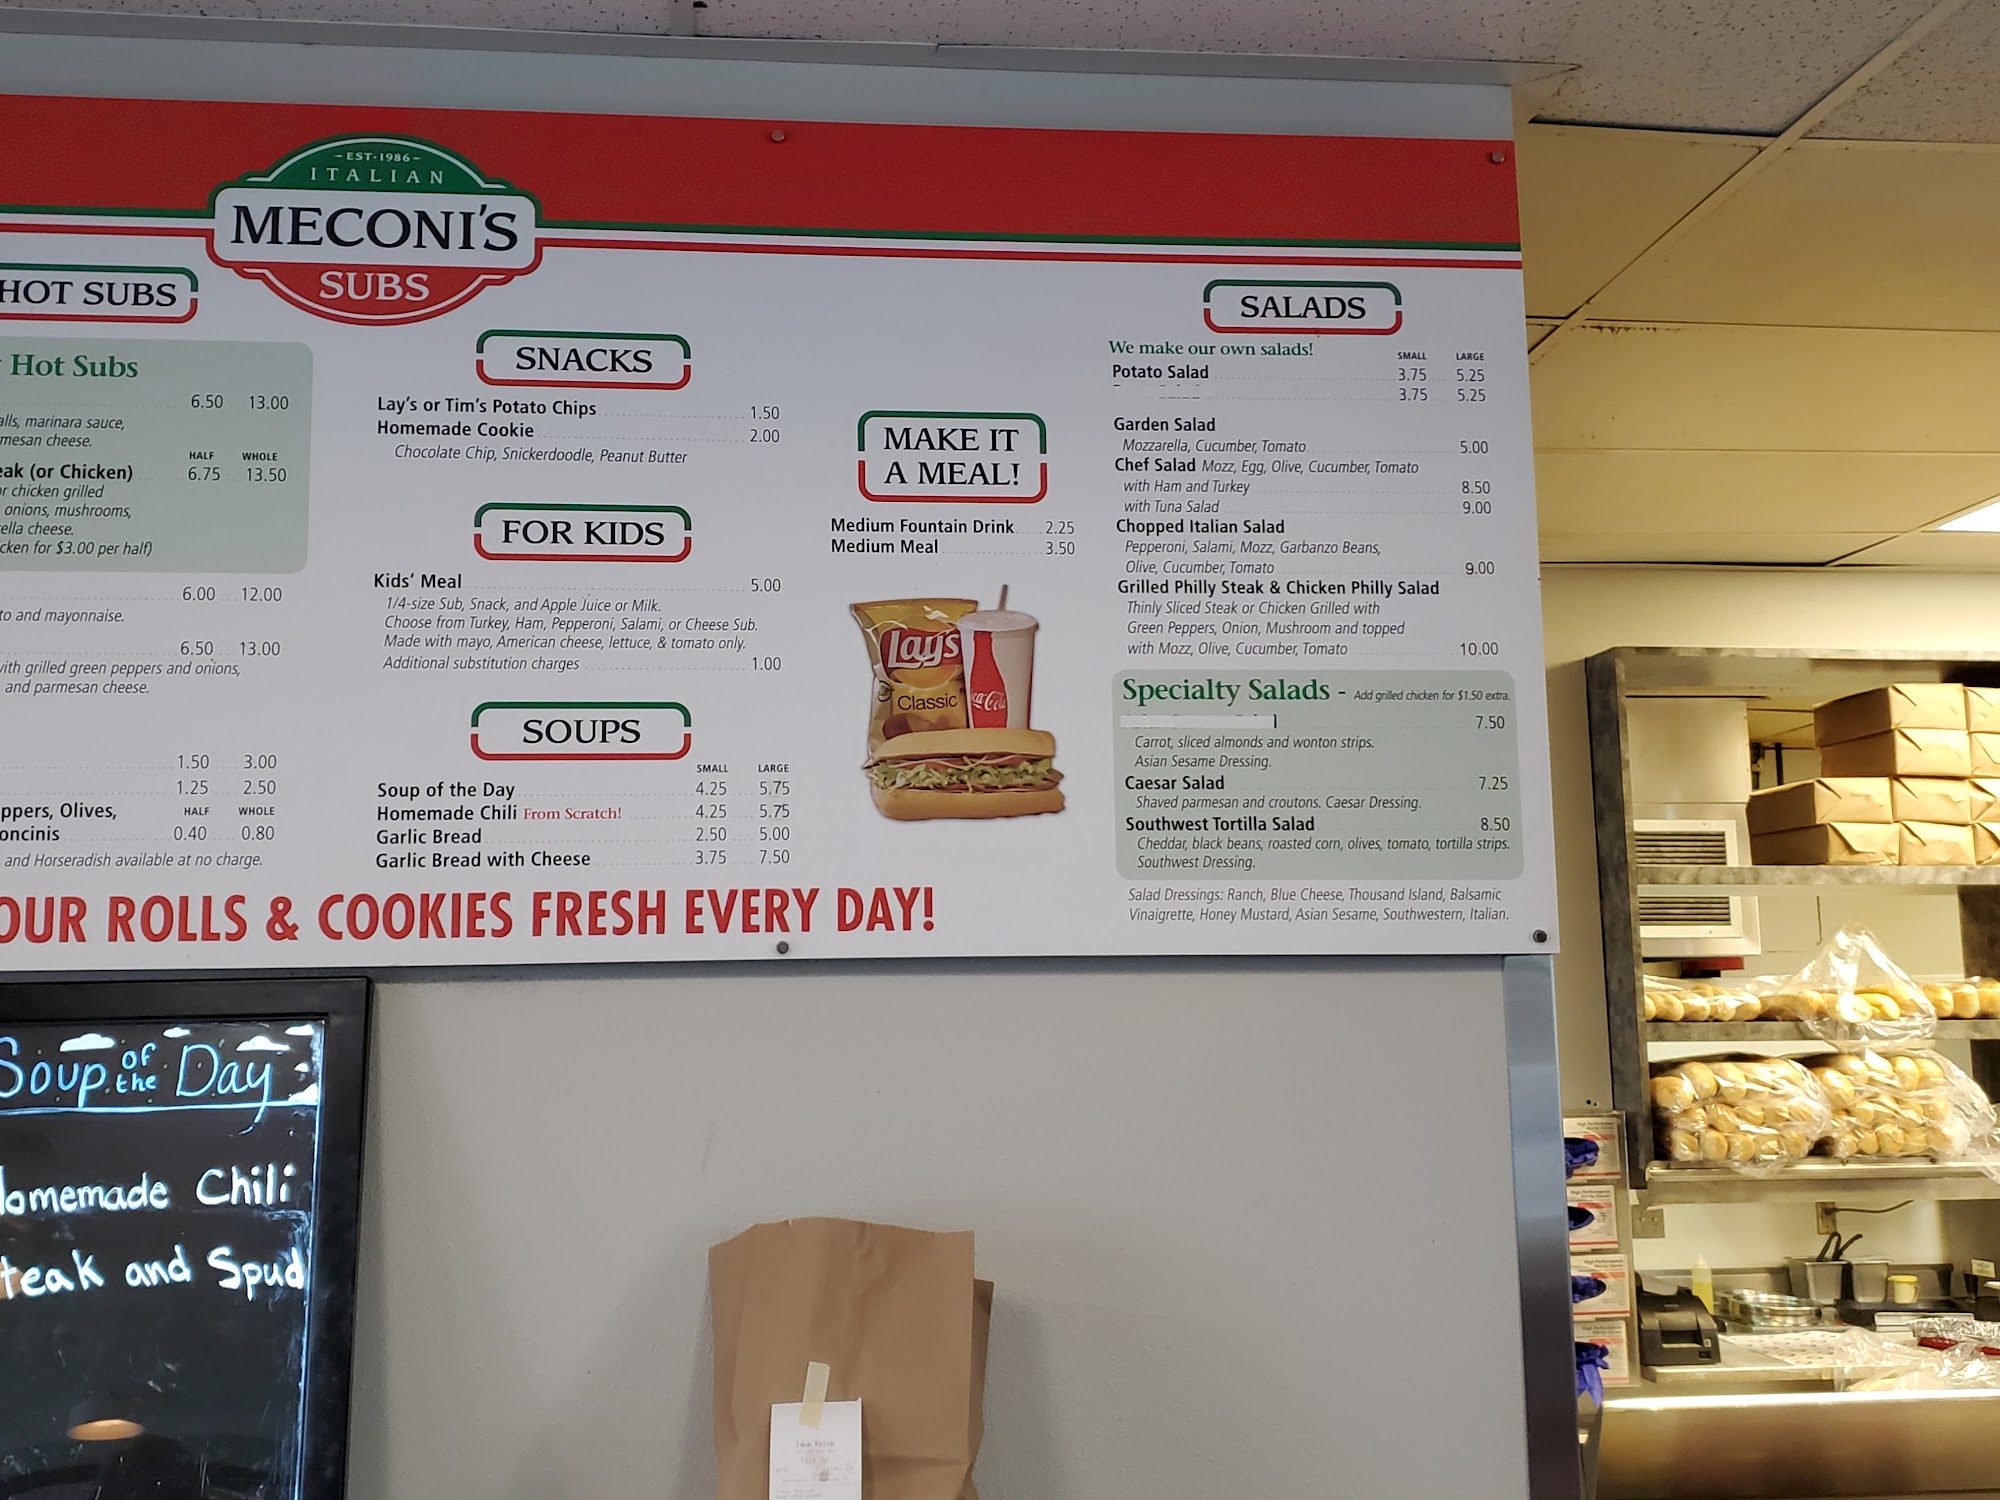 EST·1986
ITALIAN
MECONI'S
SUBS
HOT SUBS
Hot Subs
6.50 13.00
alls, marinara sauce,
mesan cheese.
HALF WHOLE
eak (or Chicken) 6.75 13.50
or chicken grilled
onions, mushrooms,
ella cheese.
cken for $3.00 per half)
6.00 12.00
to and mayonnaise.
6.50 13.00
with grilled green peppers and onions,
and parmesan cheese.
1.50 3.00
1.25 2.50
ppers, Olives, HALF WHOLE
oncinis 0.40 0.80
and Horseradish available at no charge.
SNACKS
Lay's or Tim's Potato Chips 1.50
Homemade Cookie 2.00
Chocolate Chip, Snickerdoodle, Peanut Butter
FOR KIDS
Kids' Meal 5.00
1/4-size Sub, Snack, and Apple Juice or Milk.
Choose from Turkey, Ham, Pepperoni, Salami, or Cheese Sub.
Made with mayo, American cheese, lettuce, & tomato only.
Additional substitution charges 1.00
SOUPS
SMALL LARGE
Soup of the Day 4.25 5.75
Homemade Chili From Scratch! 4.25 5.75
Garlic Bread 2.50 5.00
Garlic Bread with Cheese 3.75 7.50
MAKE IT
A MEAL!
Medium Fountain Drink 2.25
Medium Meal 3.50
Lay's
Classic
Coca-Cola
SALADS
We make our own salads! SMALL LARGE
Potato Salad 3.75 5.25
3.75 5.25
Garden Salad
Mozzarella, Cucumber, Tomato 5.00
Chef Salad Mozz, Egg, Olive, Cucumber, Tomato
with Ham and Turkey 8.50
with Tuna Salad 9.00
Chopped Italian Salad
Pepperoni, Salami, Mozz, Garbanzo Beans,
Olive, Cucumber, Tomato 9.00
Grilled Philly Steak & Chicken Philly Salad
Thinly Sliced Steak or Chicken Grilled with
Green Peppers, Onion, Mushroom and topped
with Mozz, Olive, Cucumber, Tomato 10.00
Specialty Salads - Add grilled chicken for $1.50 extra.
7.50
Carrot, sliced almonds and wonton strips.
Asian Sesame Dressing.
Caesar Salad 7.25
Shaved parmesan and croutons. Caesar Dressing.
Southwest Tortilla Salad 8.50
Cheddar, black beans, roasted corn, olives, tomato, tortilla strips.
Southwest Dressing.
Salad Dressings: Ranch, Blue Cheese, Thousand Island, Balsamic
Vinaigrette, Honey Mustard, Asian Sesame, Southwestern, Italian.
OUR ROLLS & COOKIES FRESH EVERY DAY!
Soup of the Day
Homemade Chili
teak and Spud